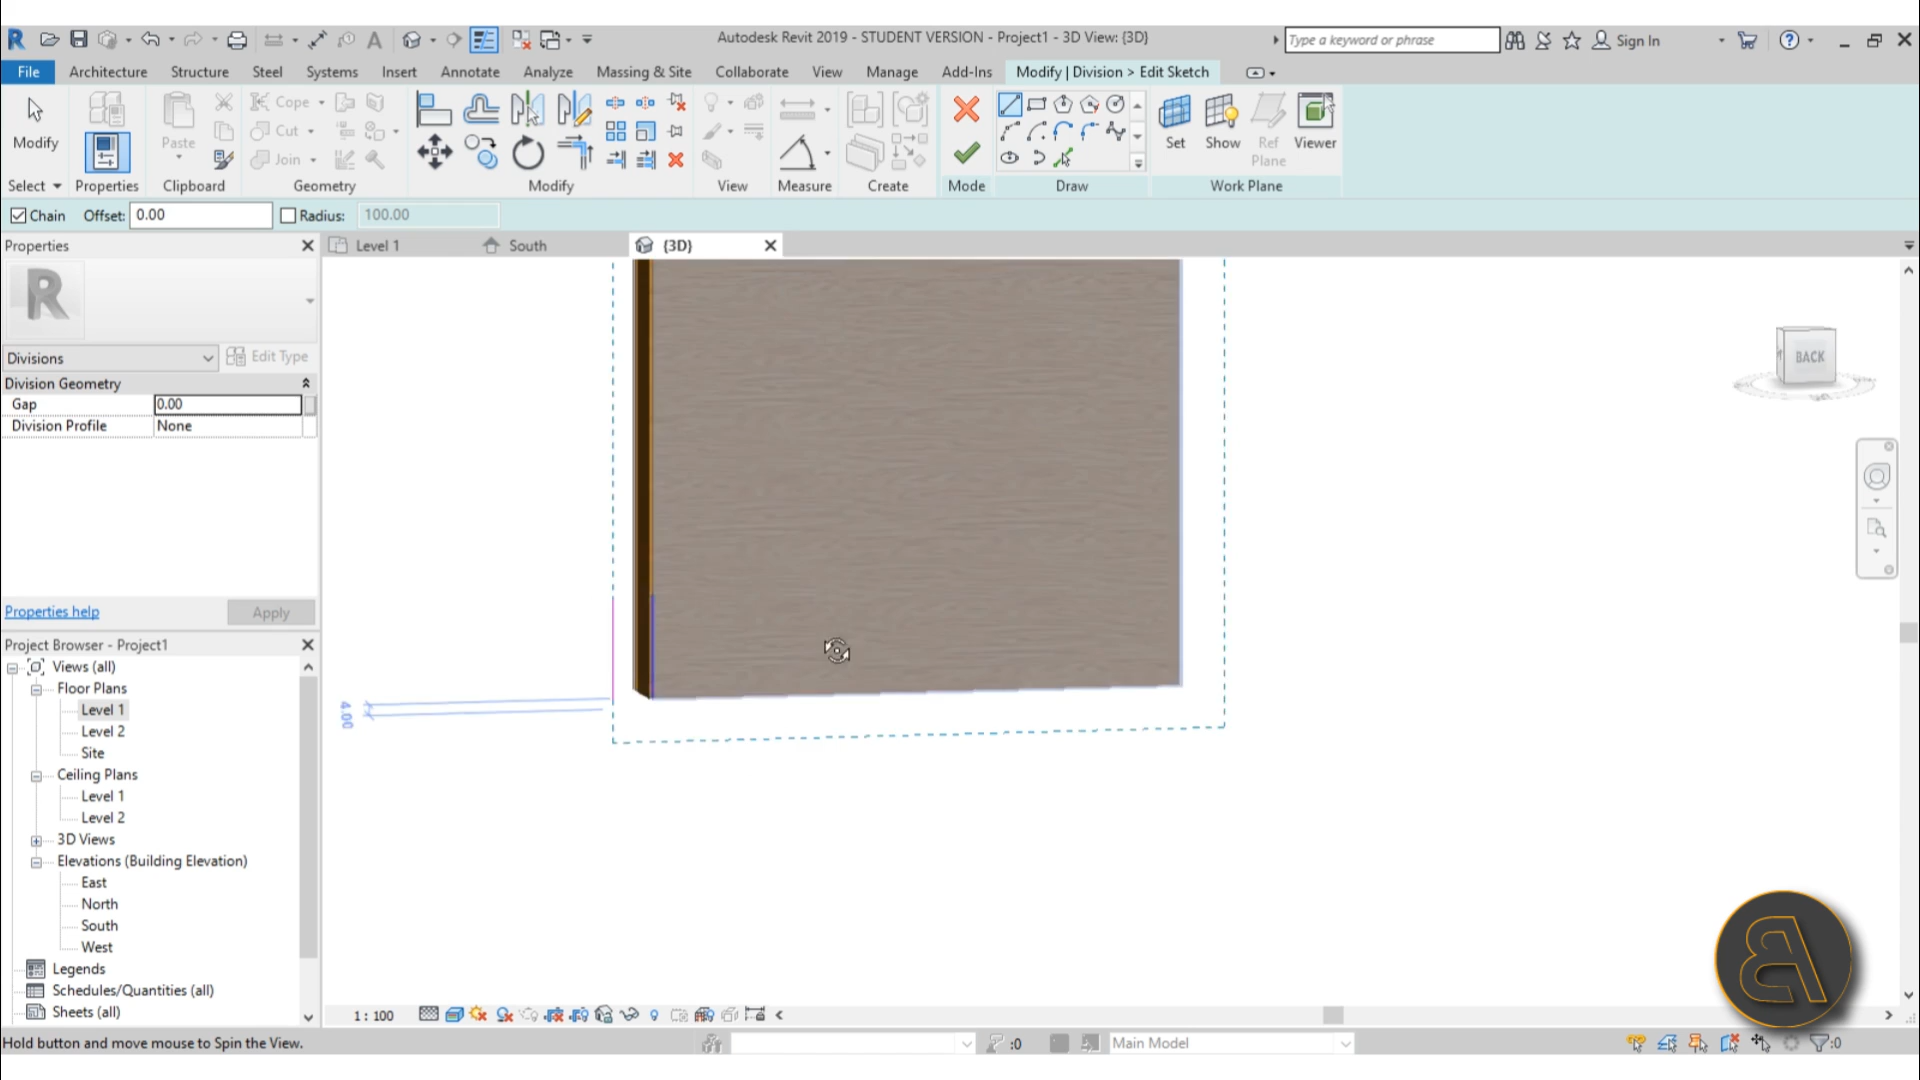 Autodesk Revit 2019 - STUDENT VERSION - Project1 - 3D View: {3D}
Type a keyword or phrase
Sign In
File Architecture Structure Steel Systems Insert Annotate Analyze Massing & Site Collaborate View Manage Add-Ins Modify | Division > Edit Sketch
Modify
Paste
Cope
Cut
Join
Set Show Ref Plane Viewer
Select Properties Clipboard Geometry Modify View Measure Create Mode Draw Work Plane
Chain Offset: 0.00 Radius: 100.00
Properties
Level 1 South {3D}
R
BACK
Divisions Edit Type
Division Geometry
Gap 0.00
Division Profile None
Properties help Apply
Project Browser - Project1
Views (all)
Floor Plans
Level 1
Level 2
Site
Ceiling Plans
Level 1
Level 2
3D Views
Elevations (Building Elevation)
East
North
South
West
Legends
Schedules/Quantities (all)
Sheets (all)
4.00
1 : 100
Hold button and move mouse to Spin the View.
:0
Main Model
:0